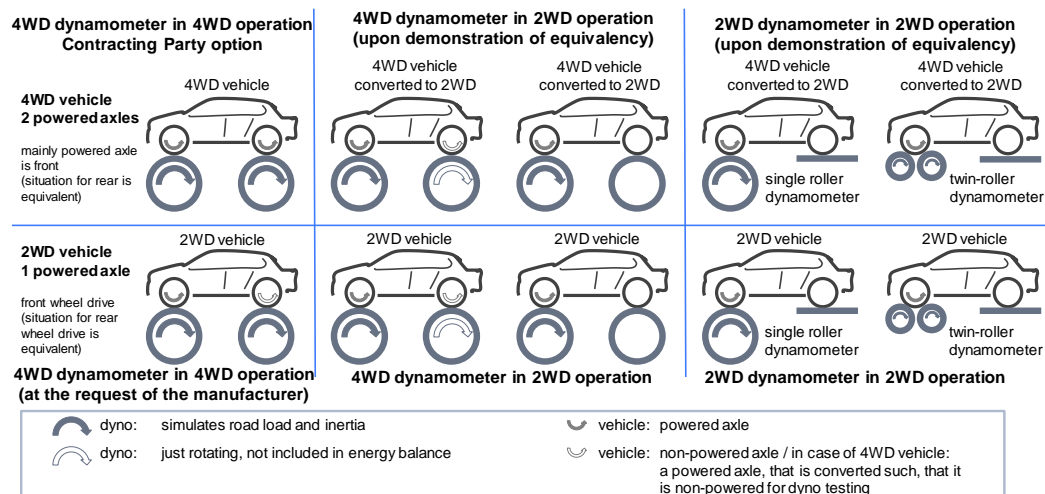 4WD dynamometer in 4WD operation
Contracting Party option
4WD dynamometer in 2WD operation
(upon demonstration of equivalency)
2WD dynamometer in 2WD operation
(upon demonstration of equivalency)
4WD vehicle
2 powered axles
mainly powered axle
is front
(situation for rear is
equivalent)
4WD vehicle
4WD vehicle
converted to 2WD
4WD vehicle
converted to 2WD
4WD vehicle
converted to 2WD
single roller
dynamometer
4WD vehicle
converted to 2WD
twin-roller
dynamometer
2WD vehicle
1 powered axle
front wheel drive
(situation for rear
wheel drive is
equivalent)
2WD vehicle
2WD vehicle
2WD vehicle
2WD vehicle
single roller
dynamometer
2WD vehicle
twin-roller
dynamometer
4WD dynamometer in 4WD operation
(at the request of the manufacturer)
4WD dynamometer in 2WD operation
2WD dynamometer in 2WD operation
dyno: simulates road load and inertia
dyno: just rotating, not included in energy balance
vehicle: powered axle
vehicle: non-powered axle / in case of 4WD vehicle:
a powered axle, that is converted such, that it
is non-powered for dyno testing